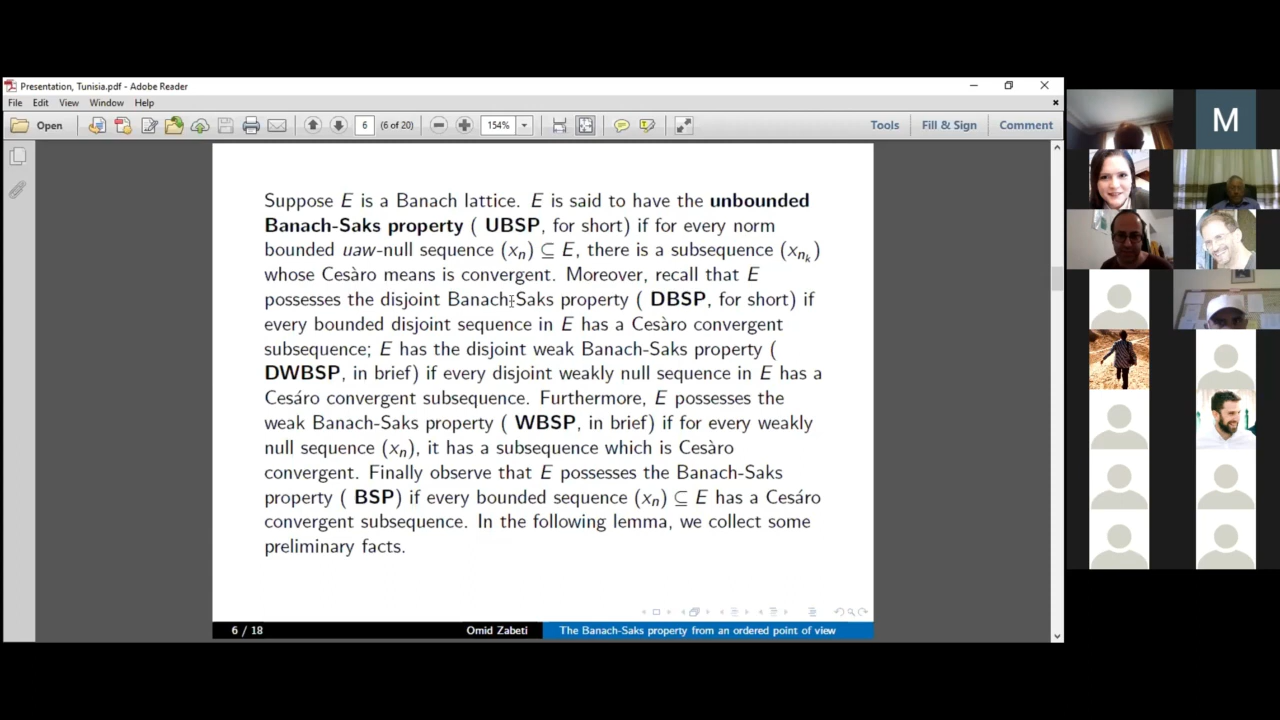 Presentation, Tunisia.pdf - Adobe Reader
File Edit View Window Help
Open 6 (6 of 20) 154% Tools Fill & Sign Comment
M
Suppose E is a Banach lattice. E is said to have the unbounded
Banach-Saks property ( UBSP, for short) if for every norm
bounded uaw-null sequence (xₙ) ⊆ E, there is a subsequence (xₙₖ)
whose Cesàro means is convergent. Moreover, recall that E
possesses the disjoint Banach-Saks property ( DBSP, for short) if
every bounded disjoint sequence in E has a Cesàro convergent
subsequence; E has the disjoint weak Banach-Saks property (
DWBSP, in brief) if every disjoint weakly null sequence in E has a
Cesáro convergent subsequence. Furthermore, E possesses the
weak Banach-Saks property ( WBSP, in brief) if for every weakly
null sequence (xₙ), it has a subsequence which is Cesàro
convergent. Finally observe that E possesses the Banach-Saks
property ( BSP) if every bounded sequence (xₙ) ⊆ E has a Cesáro
convergent subsequence. In the following lemma, we collect some
preliminary facts.
6 / 18 Omid Zabeti The Banach-Saks property from an ordered point of view